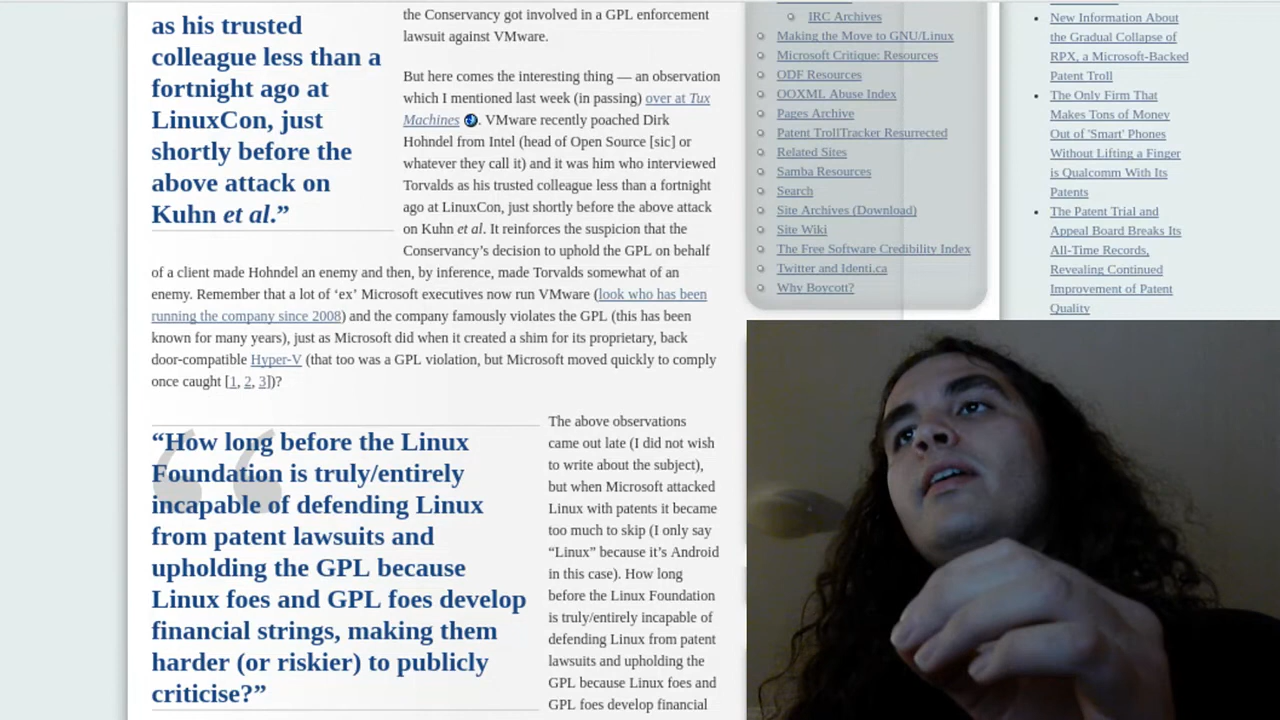 as his trusted
colleague less than a
fortnight ago at
LinuxCon, just
shortly before the
above attack on
Kuhn et al.”
the Conservancy got involved in a GPL enforcement
lawsuit against VMware.
But here comes the interesting thing — an observation
which I mentioned last week (in passing) over at Tux
Machines . VMware recently poached Dirk
Hohndel from Intel (head of Open Source [sic] or
whatever they call it) and it was him who interviewed
Torvalds as his trusted colleague less than a fortnight
ago at LinuxCon, just shortly before the above attack
on Kuhn et al. It reinforces the suspicion that the
Conservancy’s decision to uphold the GPL on behalf
of a client made Hohndel an enemy and then, by inference, made Torvalds somewhat of an
enemy. Remember that a lot of ‘ex’ Microsoft executives now run VMware (look who has been
running the company since 2008) and the company famously violates the GPL (this has been
known for many years), just as Microsoft did when it created a shim for its proprietary, back
door-compatible Hyper-V (that too was a GPL violation, but Microsoft moved quickly to comply
once caught [1, 2, 3])?
“How long before the Linux
Foundation is truly/entirely
incapable of defending Linux
from patent lawsuits and
upholding the GPL because
Linux foes and GPL foes develop
financial strings, making them
harder (or riskier) to publicly
criticise?”
The above observations
came out late (I did not wish
to write about the subject),
but when Microsoft attacked
Linux with patents it became
too much to skip (I only say
“Linux” because it’s Android
in this case). How long
before the Linux Foundation
is truly/entirely incapable of
defending Linux from patent
lawsuits and upholding the
GPL because Linux foes and
GPL foes develop financial
IRC Archives
Making the Move to GNU/Linux
Microsoft Critique: Resources
ODF Resources
OOXML Abuse Index
Pages Archive
Patent TrollTracker Resurrected
Related Sites
Samba Resources
Search
Site Archives (Download)
Site Wiki
The Free Software Credibility Index
Twitter and Identi.ca
Why Boycott?
New Information About
the Gradual Collapse of
RPX, a Microsoft-Backed
Patent Troll
The Only Firm That
Makes Tons of Money
Out of 'Smart' Phones
Without Lifting a Finger
is Qualcomm With Its
Patents
The Patent Trial and
Appeal Board Breaks Its
All-Time Records,
Revealing Continued
Improvement of Patent
Quality